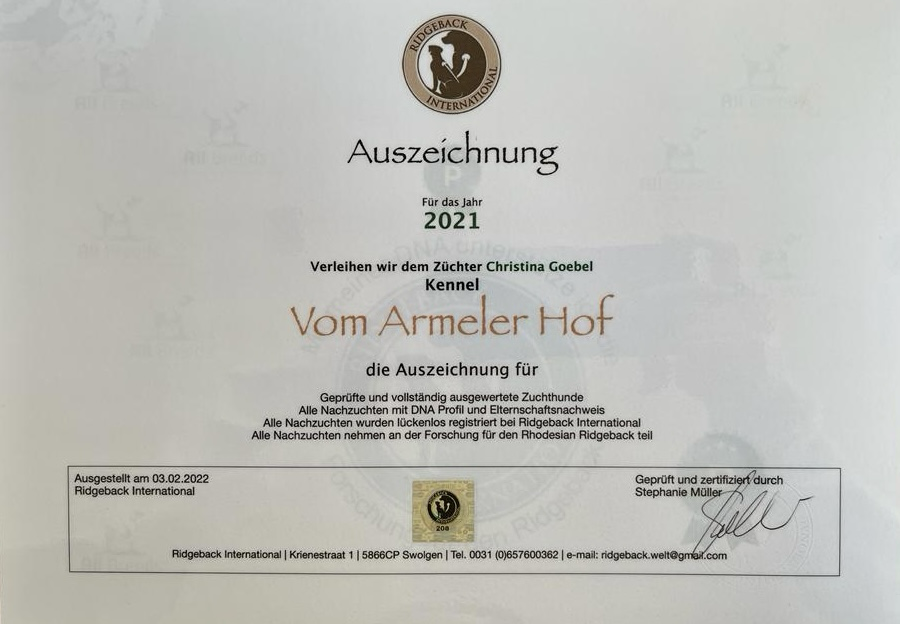 RIDGEBACK
INTERNATIONAL
Auszeichnung
Für das Jahr
2021
Verleihen wir dem Züchter Christina Goebel
Kennel
Vom Armeler Hof
die Auszeichnung für
Geprüfte und vollständig ausgewertete Zuchthunde
Alle Nachzuchten mit DNA Profil und Elternschaftsnachweis
Alle Nachzuchten wurden lückenlos registriert bei Ridgeback International
Alle Nachzuchten nehmen an der Forschung für den Rhodesian Ridgeback teil
Ausgestellt am 03.02.2022
Ridgeback International
208
Geprüft und zertifiziert durch
Stephanie Müller
Ridgeback International | Krienestraat 1 | 5866CP Swolgen | Tel. 0031 (0)657600362 | e-mail: ridgeback.welt@gmail.com